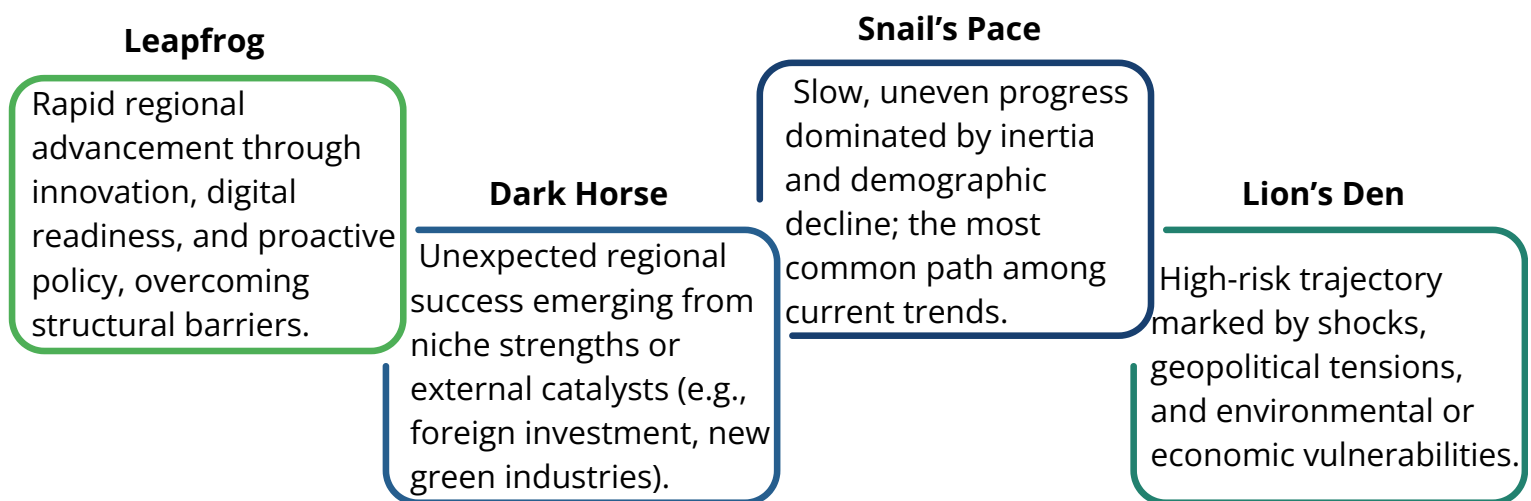 Leapfrog
Rapid regional
advancement through
innovation, digital
readiness, and proactive
policy, overcoming
structural barriers.
Dark Horse
Unexpected regional
success emerging from
niche strengths or
external catalysts (e.g.,
foreign investment, new
green industries).
Snail’s Pace
Slow, uneven progress
dominated by inertia
and demographic
decline; the most
common path among
current trends.
Lion’s Den
High-risk trajectory
marked by shocks,
geopolitical tensions,
and environmental or
economic vulnerabilities.